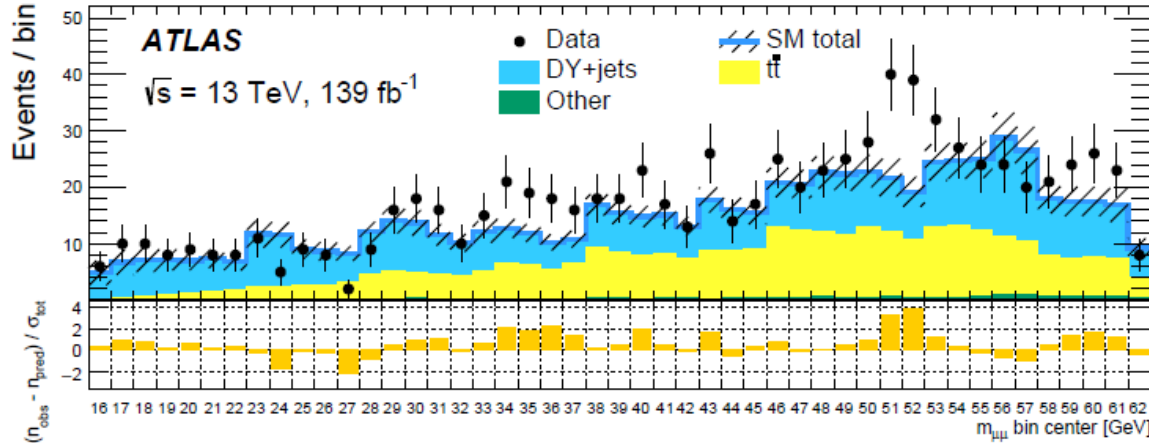 Events / bin
50
40
30
20
10
ATLAS
√s = 13 TeV, 139 fb⁻¹
Data
SM total
DY+jets
tt̄
Other
(n_obs - n_pred) / σ_tot
4
2
0
−2
16 17 18 19 20 21 22 23 24 25 26 27 28 29 30 31 32 33 34 35 36 37 38 39 40 41 42 43 44 45 46 47 48 49 50 51 52 53 54 55 56 57 58 59 60 61 62
m_μμ bin center [GeV]